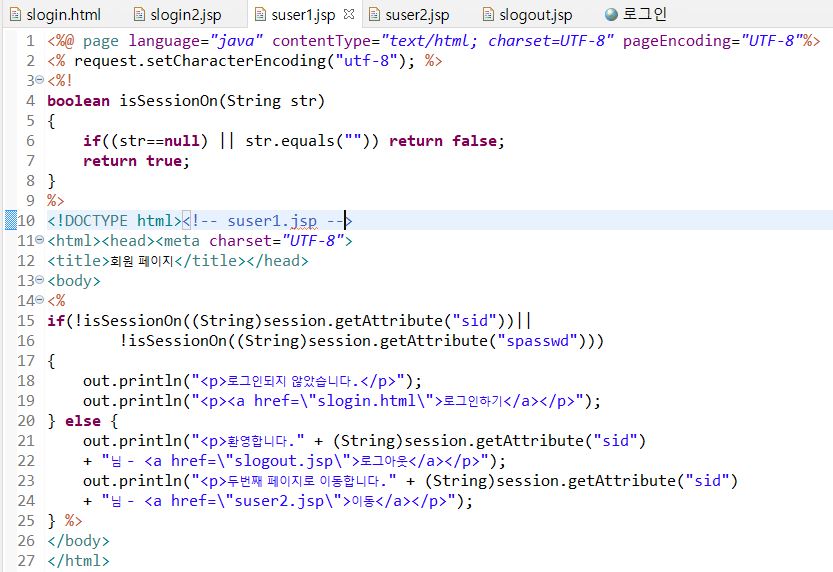 slogin.html slogin2.jsp suser1.jsp suser2.jsp slogout.jsp 로그인
1 <%@ page language="java" contentType="text/html; charset=UTF-8" pageEncoding="UTF-8"%>
2 <% request.setCharacterEncoding("utf-8"); %>
3 <%!
4 boolean isSessionOn(String str)
5 {
6     if((str==null) || str.equals("")) return false;
7     return true;
8 }
9 %>
10 <!DOCTYPE html><!-- suser1.jsp -->
11 <html><head><meta charset="UTF-8">
12 <title>회원 페이지</title></head>
13 <body>
14 <%
15 if(!isSessionOn((String)session.getAttribute("sid"))||
16         !isSessionOn((String)session.getAttribute("spasswd")))
17 {
18     out.println("<p>로그인되지 않았습니다.</p>");
19     out.println("<p><a href=\"slogin.html\">로그인하기</a></p>");
20 } else {
21     out.println("<p>환영합니다." + (String)session.getAttribute("sid")
22     + "님 - <a href=\"slogout.jsp\">로그아웃</a></p>");
23     out.println("<p>두번째 페이지로 이동합니다." + (String)session.getAttribute("sid")
24     + "님 - <a href=\"suser2.jsp\">이동</a></p>");
25 } %>
26 </body>
27 </html>